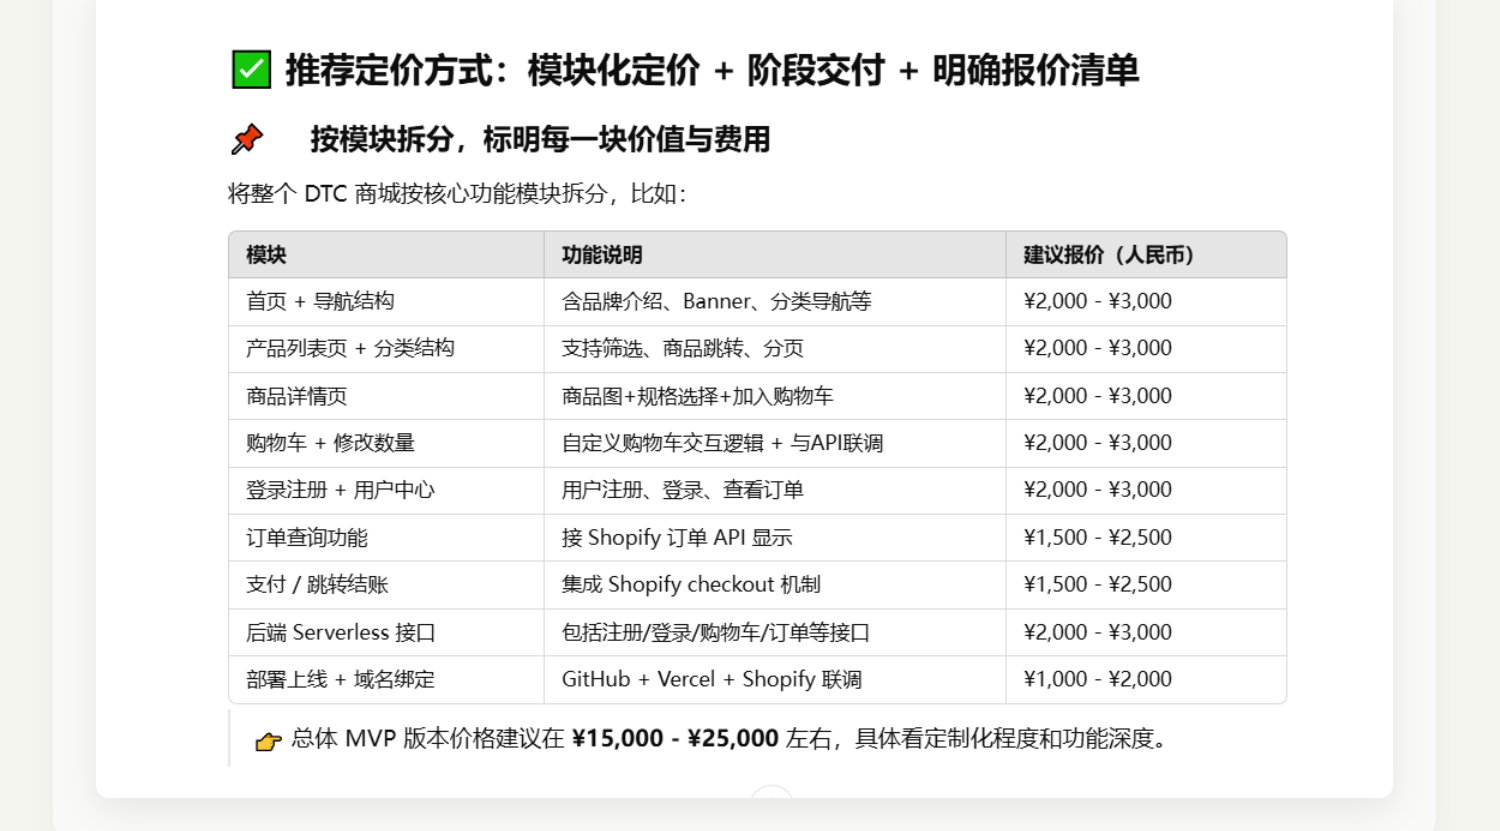 ✅ 推荐定价方式：模块化定价 + 阶段交付 + 明确报价清单
📌 按模块拆分，标明每一块价值与费用
将整个 DTC 商城按核心功能模块拆分，比如：
模块 功能说明 建议报价（人民币）
首页 + 导航结构 含品牌介绍、Banner、分类导航等 ¥2,000 - ¥3,000
产品列表页 + 分类结构 支持筛选、商品跳转、分页 ¥2,000 - ¥3,000
商品详情页 商品图+规格选择+加入购物车 ¥2,000 - ¥3,000
购物车 + 修改数量 自定义购物车交互逻辑 + 与API联调 ¥2,000 - ¥3,000
登录注册 + 用户中心 用户注册、登录、查看订单 ¥2,000 - ¥3,000
订单查询功能 接 Shopify 订单 API 显示 ¥1,500 - ¥2,500
支付 / 跳转结账 集成 Shopify checkout 机制 ¥1,500 - ¥2,500
后端 Serverless 接口 包括注册/登录/购物车/订单等接口 ¥2,000 - ¥3,000
部署上线 + 域名绑定 GitHub + Vercel + Shopify 联调 ¥1,000 - ¥2,000
👉 总体 MVP 版本价格建议在 ¥15,000 - ¥25,000 左右，具体看定制化程度和功能深度。